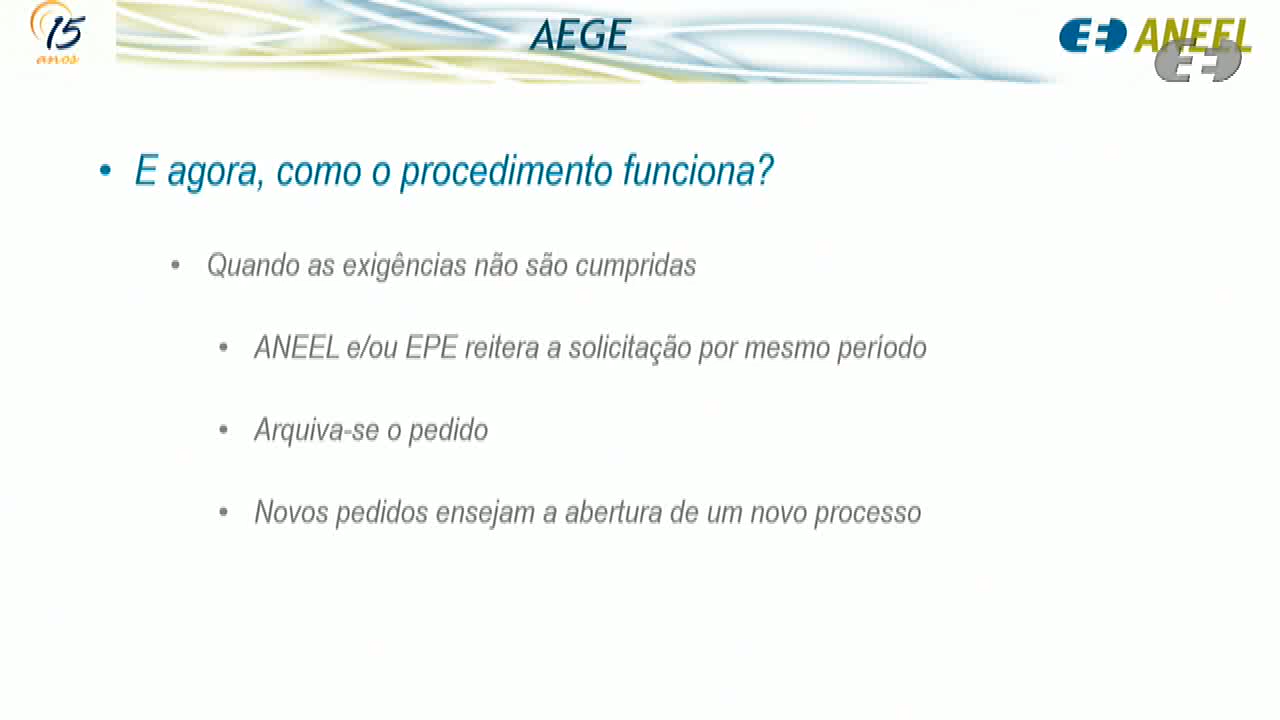 15
anos
AEGE
ANEEL
• E agora, como o procedimento funciona?
• Quando as exigências não são cumpridas
• ANEEL e/ou EPE reitera a solicitação por mesmo período
• Arquiva-se o pedido
• Novos pedidos ensejam a abertura de um novo processo